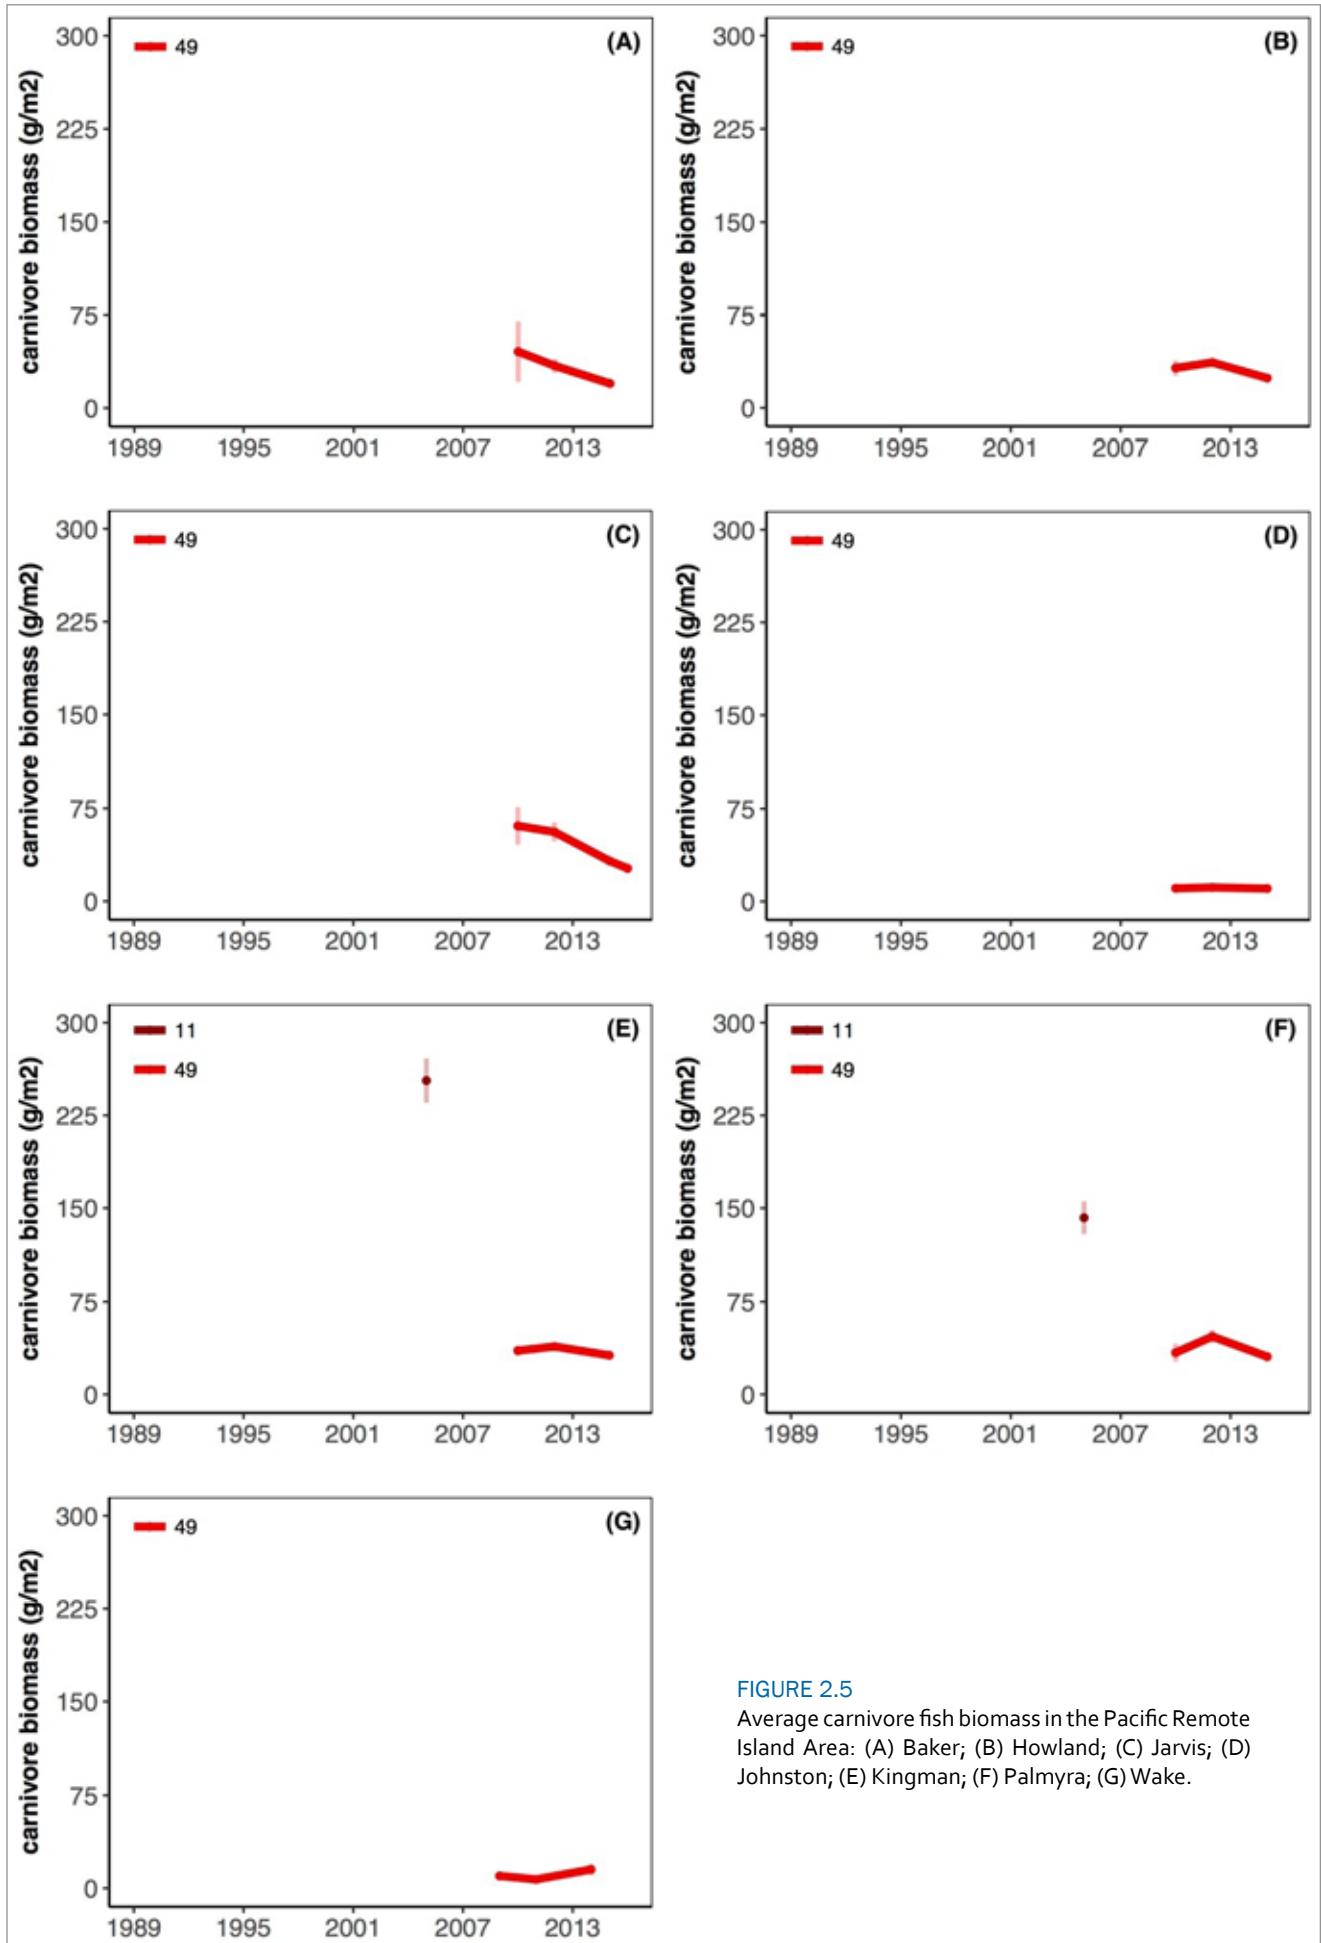 carnivore biomass (g/m2)
300
225
150
75
0
49
(A)
1989 1995 2001 2007 2013
carnivore biomass (g/m2)
300
225
150
75
0
49
(B)
1989 1995 2001 2007 2013
carnivore biomass (g/m2)
300
225
150
75
0
49
(C)
1989 1995 2001 2007 2013
carnivore biomass (g/m2)
300
225
150
75
0
49
(D)
1989 1995 2001 2007 2013
carnivore biomass (g/m2)
300
225
150
75
0
11
49
(E)
1989 1995 2001 2007 2013
carnivore biomass (g/m2)
300
225
150
75
0
11
49
(F)
1989 1995 2001 2007 2013
carnivore biomass (g/m2)
300
225
150
75
0
49
(G)
1989 1995 2001 2007 2013
FIGURE 2.5
Average carnivore fish biomass in the Pacific Remote
Island Area: (A) Baker; (B) Howland; (C) Jarvis; (D)
Johnston; (E) Kingman; (F) Palmyra; (G) Wake.